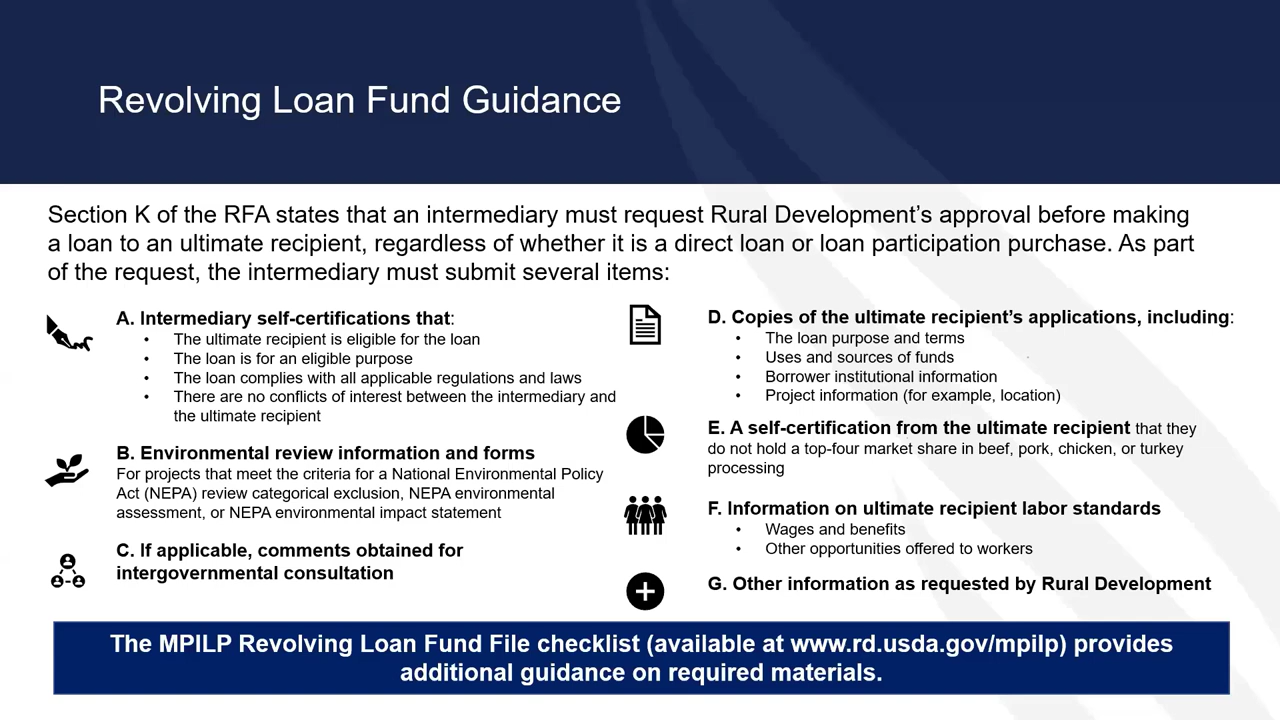 Revolving Loan Fund Guidance
Section K of the RFA states that an intermediary must request Rural Development's approval before making
a loan to an ultimate recipient, regardless of whether it is a direct loan or loan participation purchase. As part
of the request, the intermediary must submit several items:
A. Intermediary self-certifications that:
• The ultimate recipient is eligible for the loan
• The loan is for an eligible purpose
• The loan complies with all applicable regulations and laws
• There are no conflicts of interest between the intermediary and
the ultimate recipient
B. Environmental review information and forms
For projects that meet the criteria for a National Environmental Policy
Act (NEPA) review categorical exclusion, NEPA environmental
assessment, or NEPA environmental impact statement
C. If applicable, comments obtained for
intergovernmental consultation
D. Copies of the ultimate recipient's applications, including:
• The loan purpose and terms
• Uses and sources of funds
• Borrower institutional information
• Project information (for example, location)
E. A self-certification from the ultimate recipient that they
do not hold a top-four market share in beef, pork, chicken, or turkey
processing
F. Information on ultimate recipient labor standards
• Wages and benefits
• Other opportunities offered to workers
G. Other information as requested by Rural Development
The MPILP Revolving Loan Fund File checklist (available at www.rd.usda.gov/mpilp) provides
additional guidance on required materials.